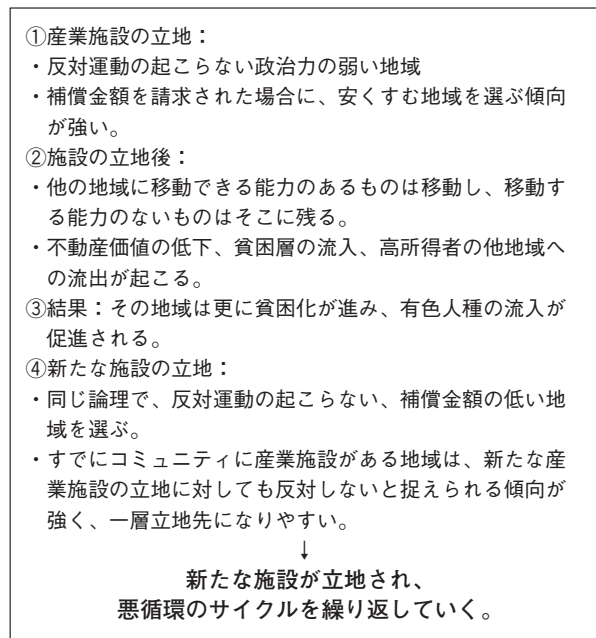 ①産業施設の立地：
・反対運動の起こらない政治力の弱い地域
・補償金額を請求された場合に、安くすむ地域を選ぶ傾向
が強い。
②施設の立地後：
・他の地域に移動できる能力のあるものは移動し、移動す
る能力のないものはそこに残る。
・不動産価値の低下、貧困層の流入、高所得者の他地域へ
の流出が起こる。
③結果：その地域は更に貧困化が進み、有色人種の流入が
促進される。
④新たな施設の立地：
・同じ論理で、反対運動の起こらない、補償金額の低い地
域を選ぶ。
・すでにコミュニティに産業施設がある地域は、新たな産
業施設の立地に対しても反対しないと捉えられる傾向が
強く、一層立地先になりやすい。
↓
新たな施設が立地され、
悪循環のサイクルを繰り返していく。